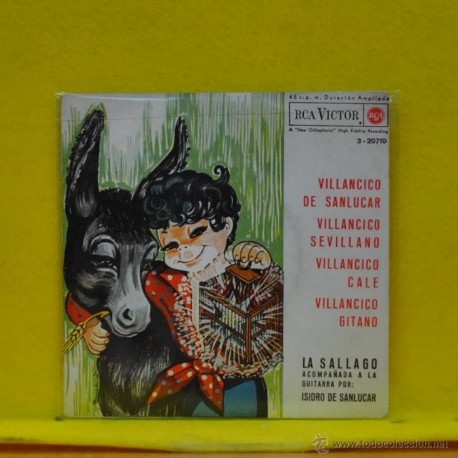 45 r. p. m. Duración Ampliada
RCA VICTOR
RCA
A "New Orthophonic" High Fidelity Recording
3-20710
VILLANCICO
DE SANLUCAR
VILLANCICO
SEVILLANO
VILLANCICO
CALE
VILLANCICO
GITANO
LA SALLAGO
ACOMPAÑADA A LA
GUITARRA POR:
ISIDRO DE SANLUCAR
www.todocoleccion.net